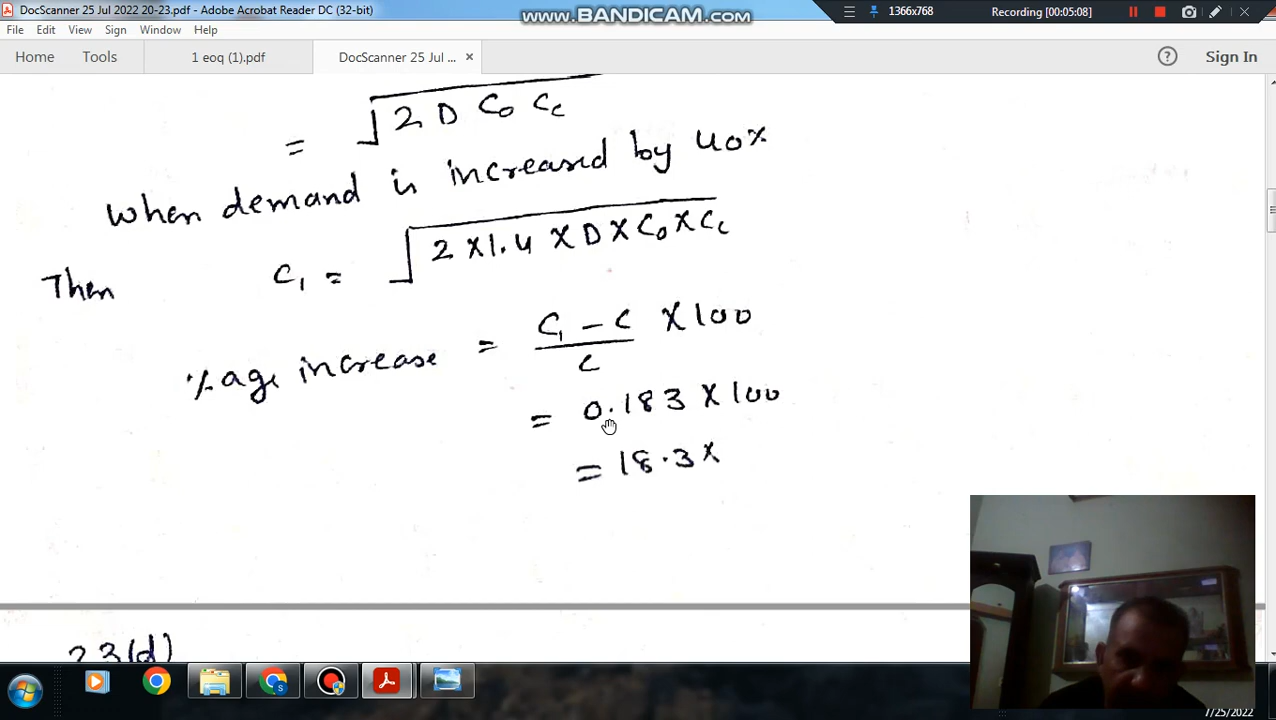 DocScanner 25 Jul 2022 20-23.pdf - Adobe Acrobat Reader DC (32-bit)
www.BANDICAM.com
1366x768
Recording [00:05:08]
File Edit View Sign Window Help
Home Tools 1 eoq (1).pdf DocScanner 25 Jul ... × ? Sign In
= √2 D C₀ C_c
When demand is increased by 40%
Then C₁ = √2 X 1.4 X D X C₀ X C_c
%age increase = C₁ - C / C X 100
= 0.183 X 100
= 18.3%
23(d)
7/25/2022